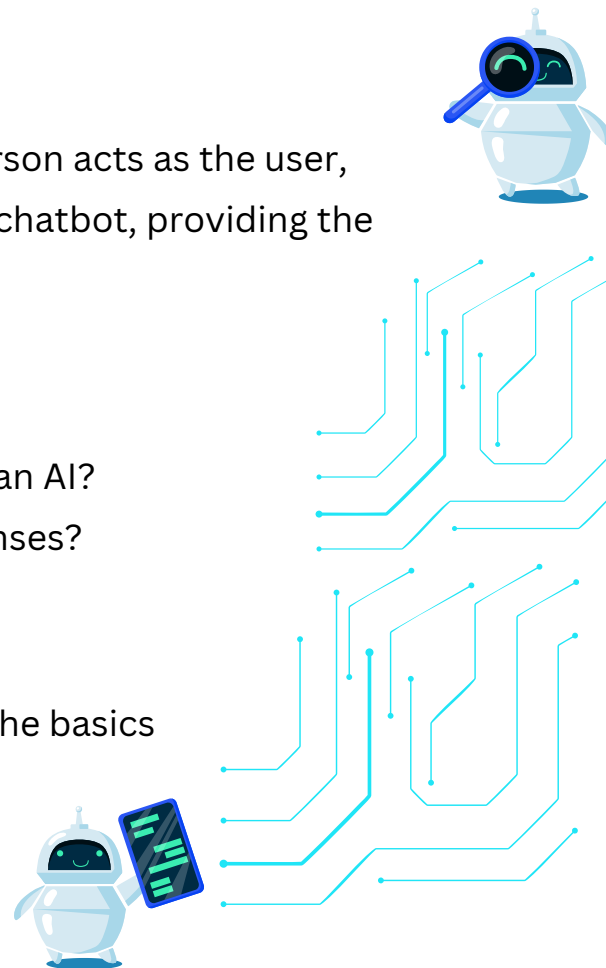 rson acts as the user,
chatbot, providing the
an AI?
nses?
he basics